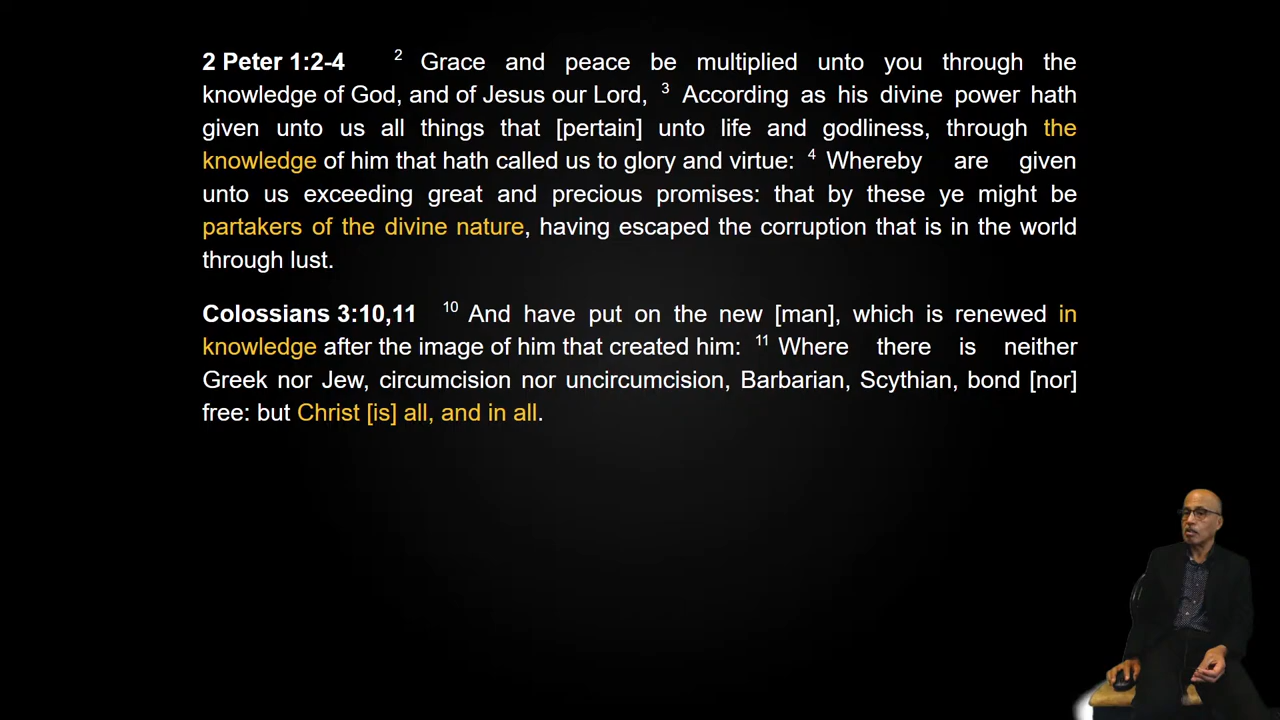 2 Peter 1:2-4 2 Grace and peace be multiplied unto you through the
knowledge of God, and of Jesus our Lord, 3 According as his divine power hath
given unto us all things that [pertain] unto life and godliness, through the
knowledge of him that hath called us to glory and virtue: 4 Whereby are given
unto us exceeding great and precious promises: that by these ye might be
partakers of the divine nature, having escaped the corruption that is in the world
through lust.
Colossians 3:10,11 10 And have put on the new [man], which is renewed in
knowledge after the image of him that created him: 11 Where there is neither
Greek nor Jew, circumcision nor uncircumcision, Barbarian, Scythian, bond [nor]
free: but Christ [is] all, and in all.